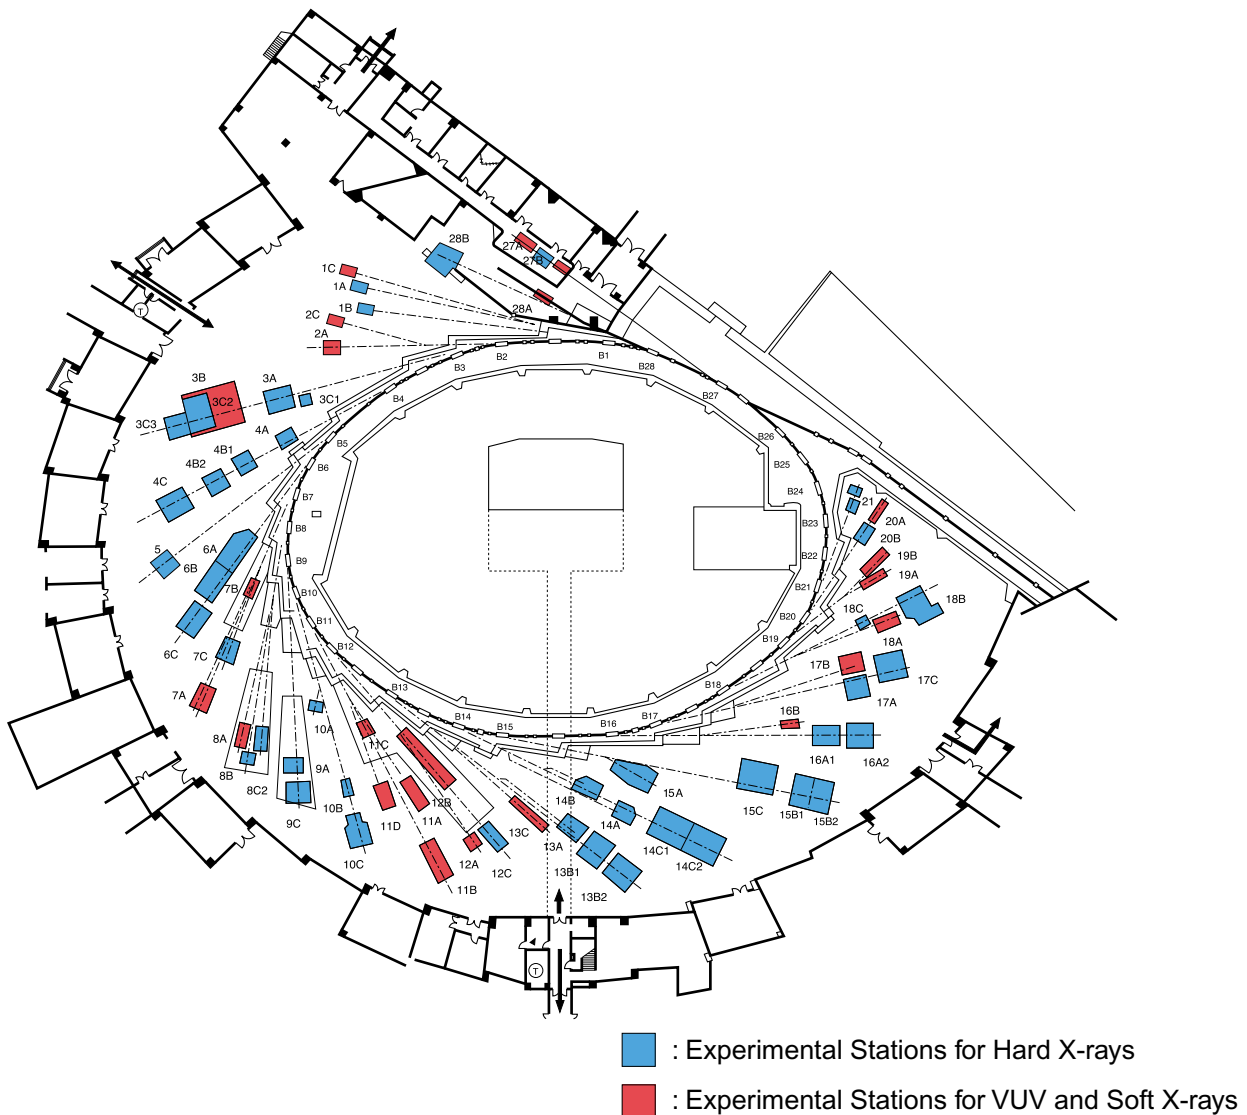 28B
27A
27B
28A
1C
1A
1B
2C
2A
B2
B1
B3
B28
B4
B27
3B
3A
3C2
3C1
3C3
4A
4B1
4B2
4C
B5
B6
B7
B8
B9
B10
B11
B12
B13
B14
B15
B16
B17
B18
B19
B20
B21
B22
B23
B24
B25
B26
T
5
6A
6B
7B
6C
7C
7A
8A
8B
8C2
9A
9C
10A
10B
10C
11C
11D
11A
12B
11B
12A
12C
13C
13A
13B1
13B2
14B
14A
14C1
14C2
15A
15C
15B1
15B2
16B
16A1
16A2
17B
17A
17C
18C
18A
18B
19A
19B
20B
20A
21
T
: Experimental Stations for Hard X-rays
: Experimental Stations for VUV and Soft X-rays